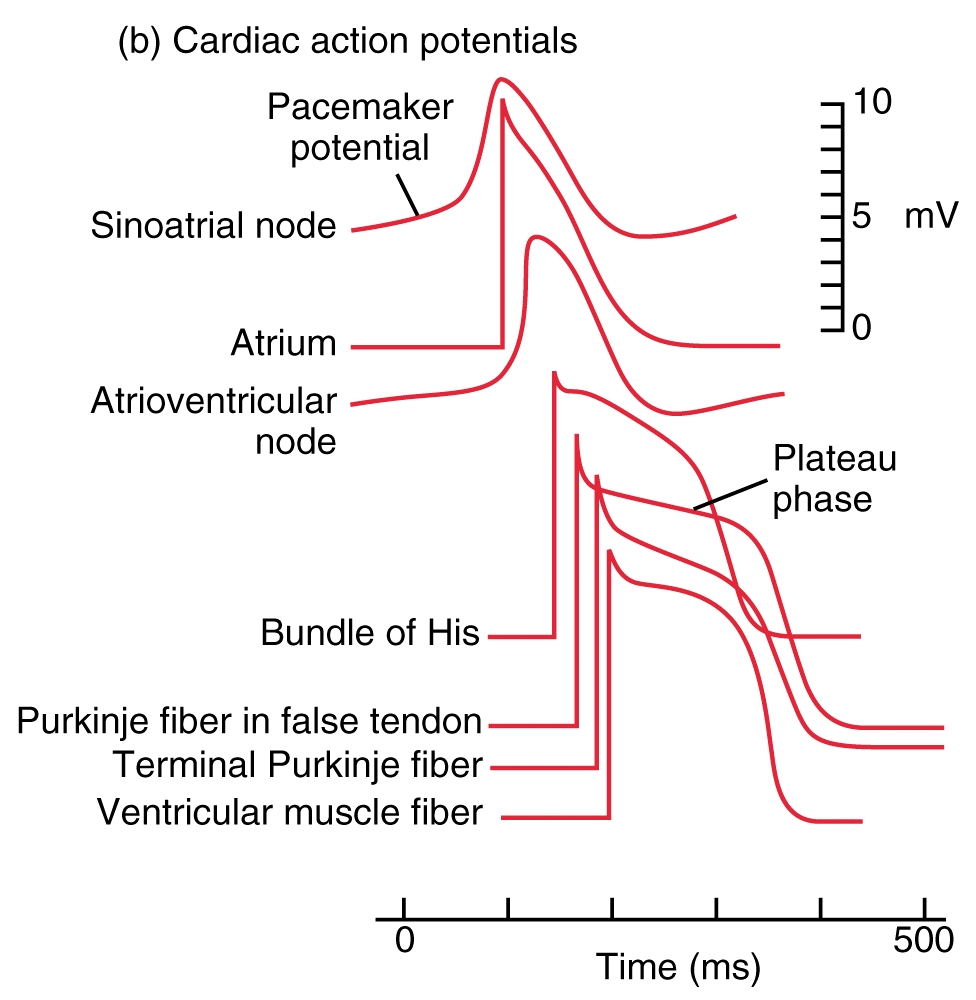 (b) Cardiac action potentials
Pacemaker
potential
10
Sinoatrial node
5 mV
0
Atrium
Atrioventricular
node
Plateau
phase
Bundle of His
Purkinje fiber in false tendon
Terminal Purkinje fiber
Ventricular muscle fiber
0
500
Time (ms)